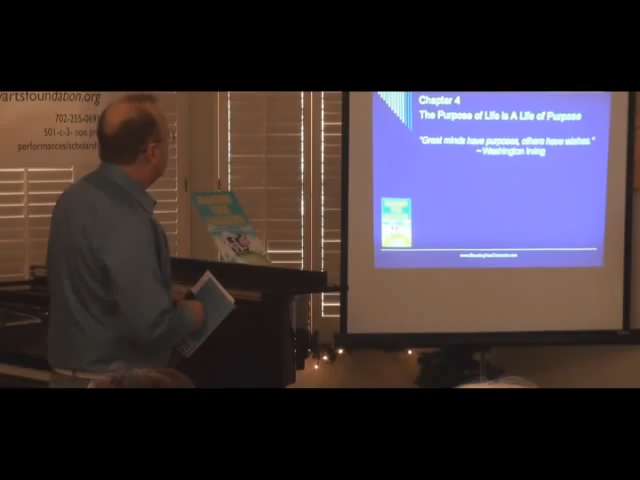 artsfoundation.org
702-255-069
501-c-3- non pr
performances/scholarsh
Chapter 4
The Purpose of Life is A Life of Purpose
"Great minds have purposes, others have wishes."
– Washington Irving